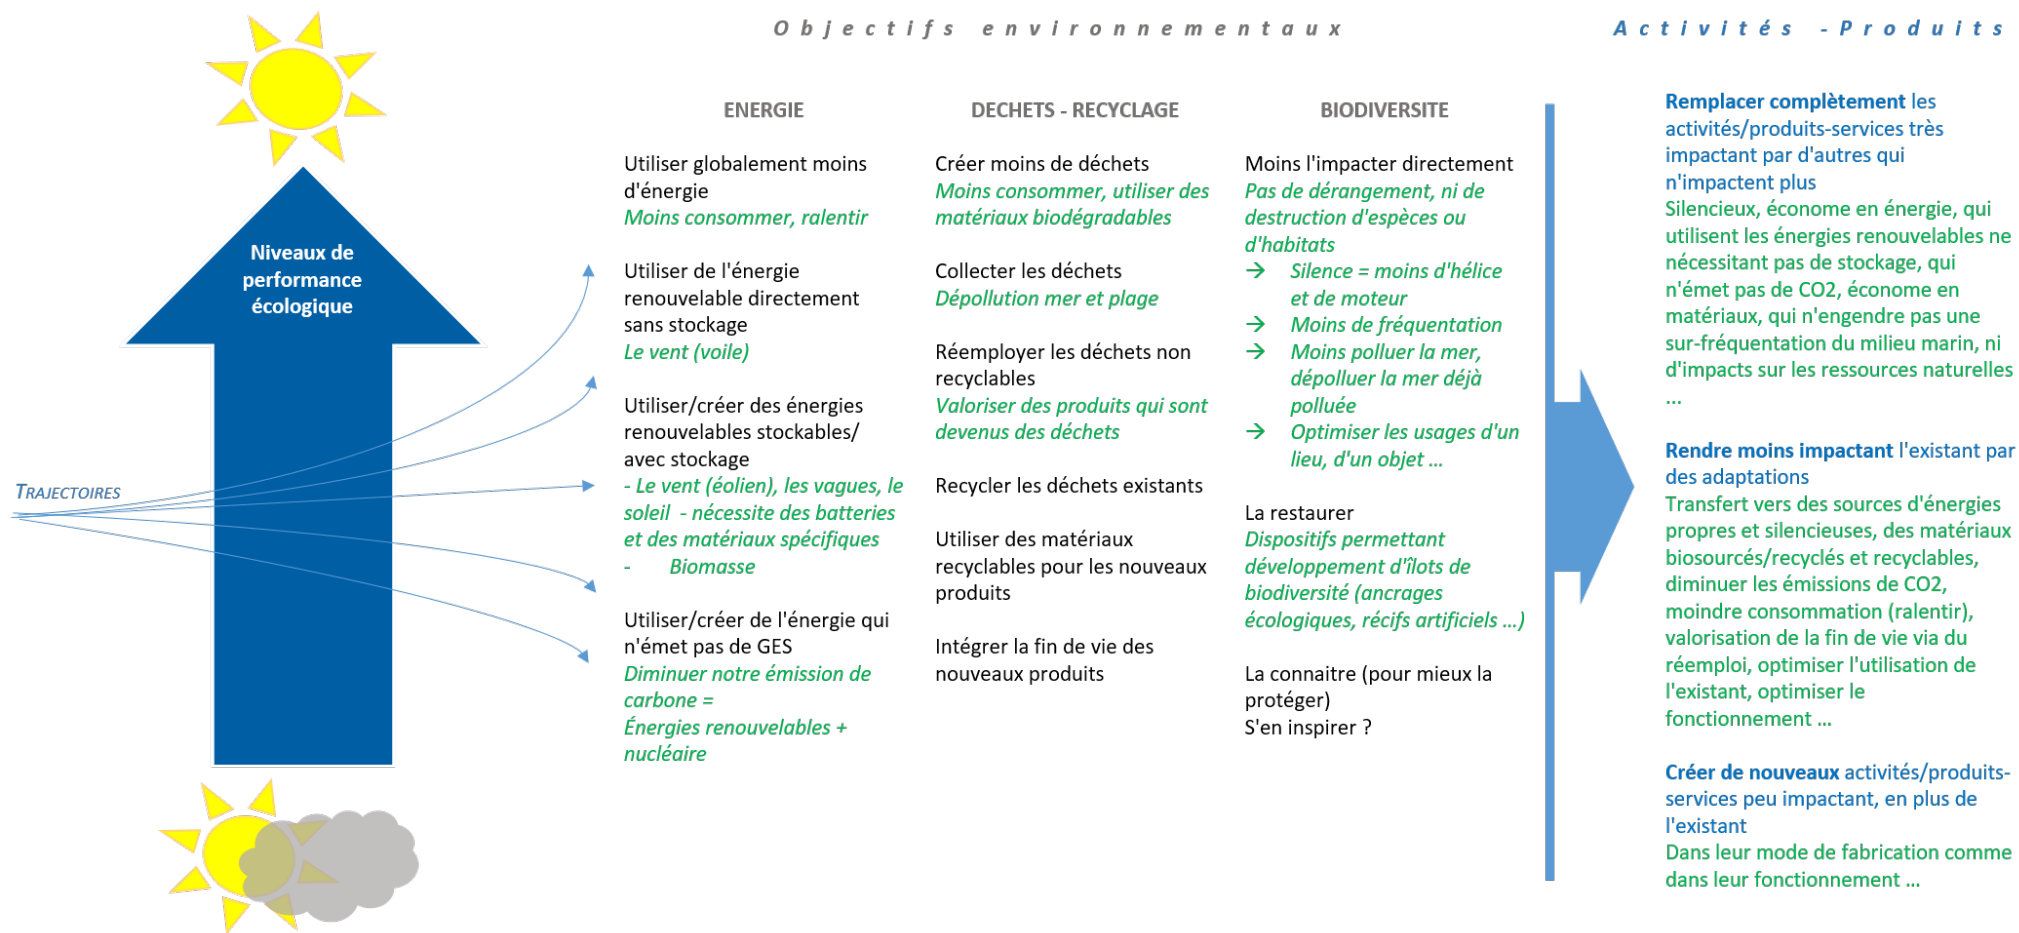 Objectifs environnementaux
Activités -Produits
Niveaux de
performance
écologique
TRAJECTOIRES
ENERGIE
Utiliser globalement moins
d'énergie
Moins consommer, ralentir
Utiliser de l'énergie
renouvelable directement
sans stockage
Le vent (voile)
Utiliser/créer des énergies
renouvelables stockables/
avec stockage
- Le vent (éolien), les vagues, le
soleil - nécessite des batteries
et des matériaux spécifiques
- Biomasse
Utiliser/créer de l'énergie qui
n'émet pas de GES
Diminuer notre émission de
carbone =
Énergies renouvelables +
nucléaire
DECHETS - RECYCLAGE
Créer moins de déchets
Moins consommer, utiliser des
matériaux biodégradables
Collecter les déchets
Dépollution mer et plage
Réemployer les déchets non
recyclables
Valoriser des produits qui sont
devenus des déchets
Recycler les déchets existants
Utiliser des matériaux
recyclables pour les nouveaux
produits
Intégrer la fin de vie des
nouveaux produits
BIODIVERSITE
Moins l'impacter directement
Pas de dérangement, ni de
destruction d'espèces ou
d'habitats
→ Silence = moins d'hélice
et de moteur
→ Moins de fréquentation
→ Moins polluer la mer,
dépolluer la mer déjà
polluée
→ Optimiser les usages d'un
lieu, d'un objet ...
La restaurer
Dispositifs permettant
développement d'îlots de
biodiversité (ancrages
écologiques, récifs artificiels ...)
La connaitre (pour mieux la
protéger)
S'en inspirer ?
Remplacer complètement les
activités/produits-services très
impactant par d'autres qui
n'impactent plus
Silencieux, économe en énergie, qui
utilisent les énergies renouvelables ne
nécessitant pas de stockage, qui
n'émet pas de CO2, économe en
matériaux, qui n'engendre pas une
sur-fréquentation du milieu marin, ni
d'impacts sur les ressources naturelles
...
Rendre moins impactant l'existant par
des adaptations
Transfert vers des sources d'énergies
propres et silencieuses, des matériaux
biosourcés/recyclés et recyclables,
diminuer les émissions de CO2,
moindre consommation (ralentir),
valorisation de la fin de vie via du
réemploi, optimiser l'utilisation de
l'existant, optimiser le
fonctionnement ...
Créer de nouveaux activités/produits-
services peu impactant, en plus de
l'existant
Dans leur mode de fabrication comme
dans leur fonctionnement ...